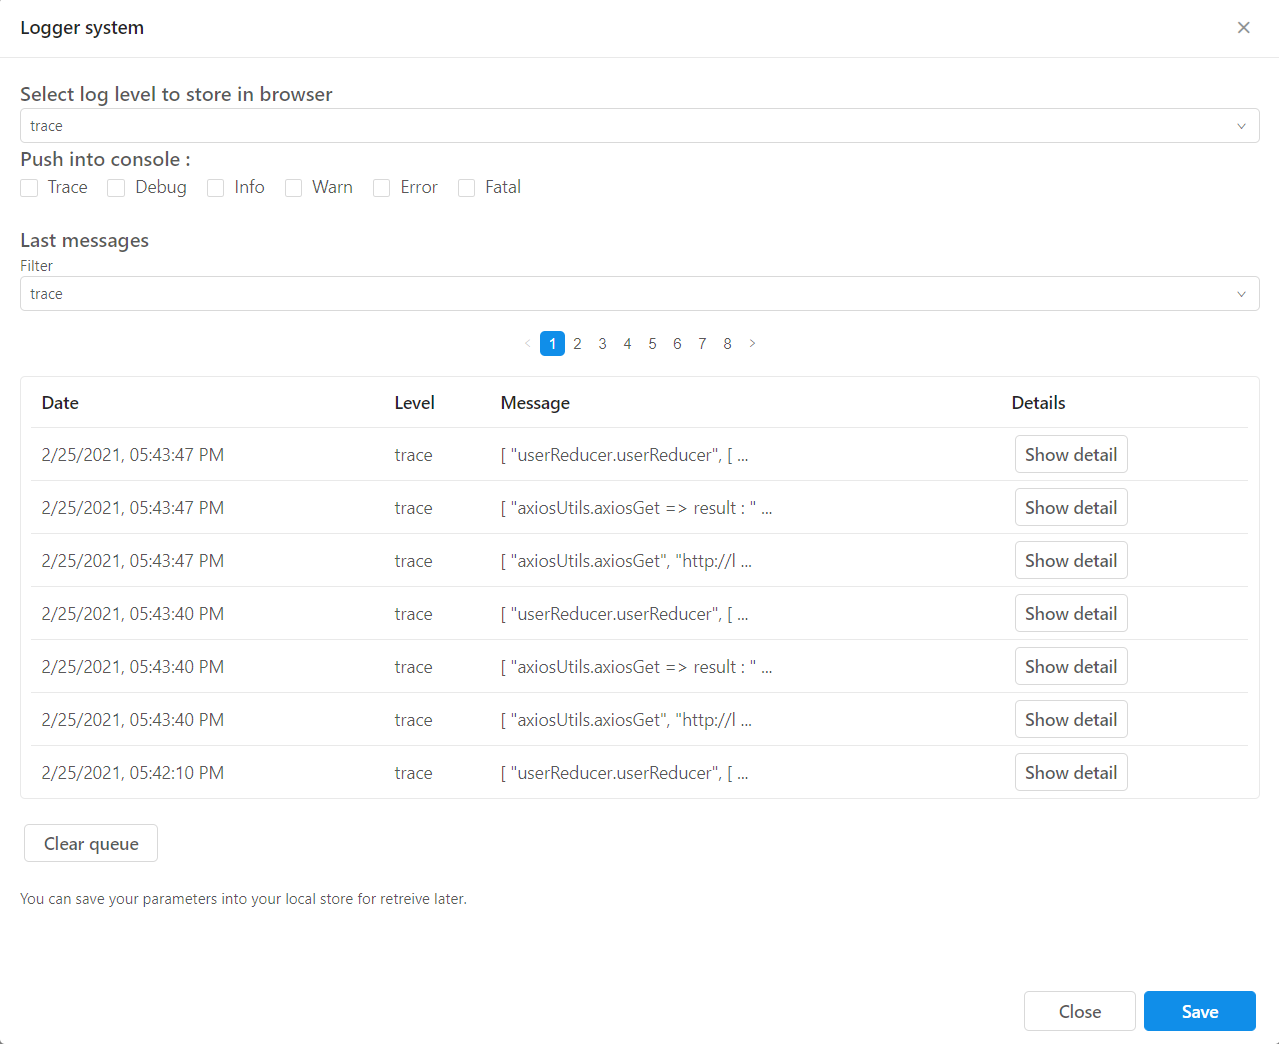 Logger system
Select log level to store in browser
trace
Push into console :
Trace Debug Info Warn Error Fatal
Last messages
Filter
trace
1 2 3 4 5 6 7 8
Date Level Message Details
2/25/2021, 05:43:47 PM trace [ "userReducer.userReducer", [ ... Show detail
2/25/2021, 05:43:47 PM trace [ "axiosUtils.axiosGet => result : " ... Show detail
2/25/2021, 05:43:47 PM trace [ "axiosUtils.axiosGet", "http://l ... Show detail
2/25/2021, 05:43:40 PM trace [ "userReducer.userReducer", [ ... Show detail
2/25/2021, 05:43:40 PM trace [ "axiosUtils.axiosGet => result : " ... Show detail
2/25/2021, 05:43:40 PM trace [ "axiosUtils.axiosGet", "http://l ... Show detail
2/25/2021, 05:42:10 PM trace [ "userReducer.userReducer", [ ... Show detail
Clear queue
You can save your parameters into your local store for retreive later.
Close Save